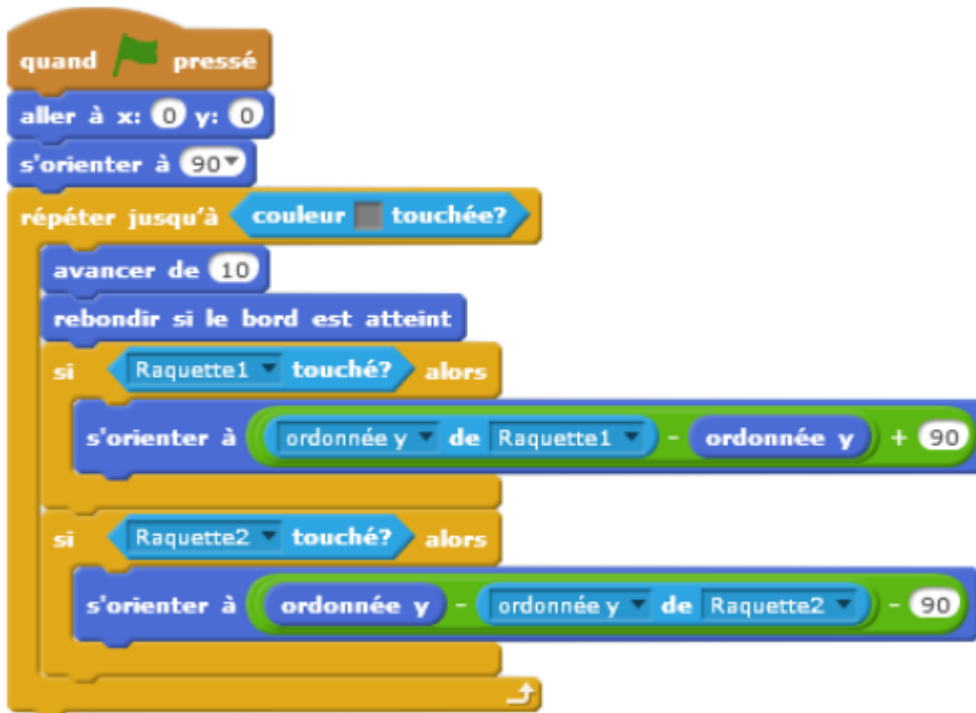 quand pressé
aller à x: 0 y: 0
s'orienter à 90
répéter jusqu'à couleur touchée?
avancer de 10
rebondir si le bord est atteint
si Raquette1 touché? alors
s'orienter à ordonnée y de Raquette1 - ordonnée y + 90
si Raquette2 touché? alors
s'orienter à ordonnée y - ordonnée y de Raquette2 - 90